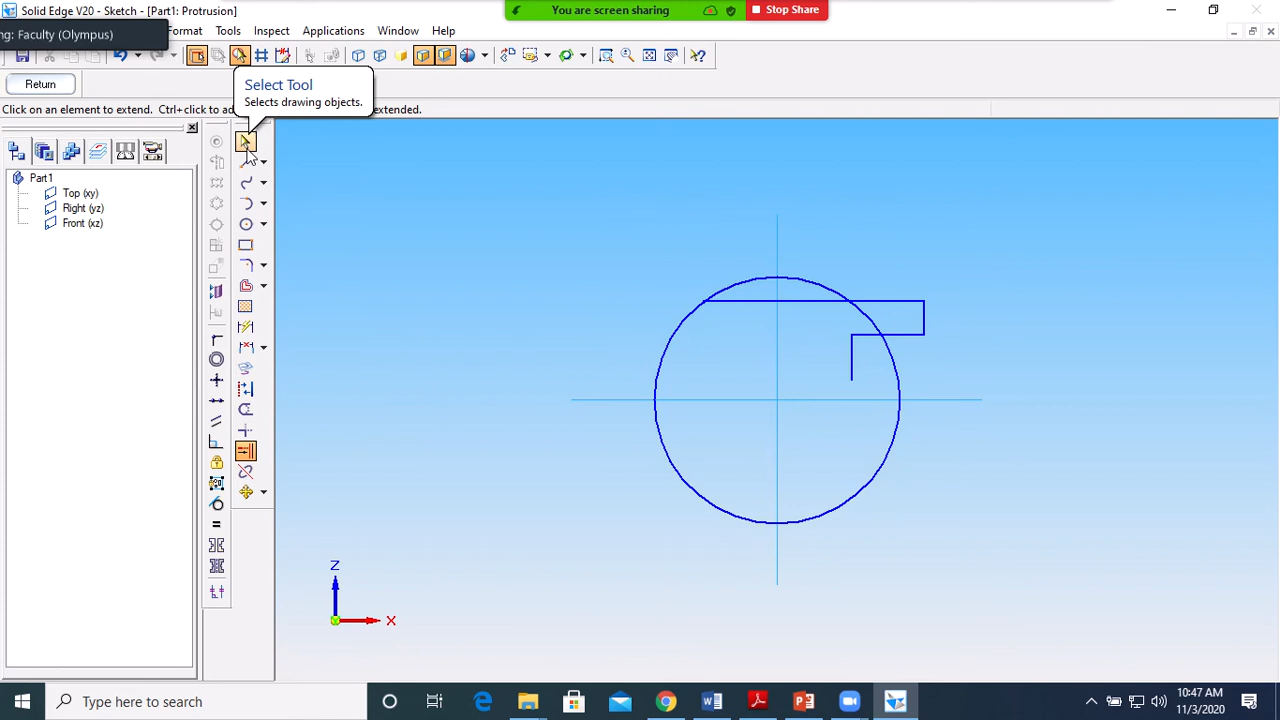 Solid Edge V20 - Sketch - [Part1: Protrusion]
You are screen sharing
Stop Share
ng: Faculty (Olympus)
Format Tools Inspect Applications Window Help
Return
Select Tool
Selects drawing objects.
Click on an element to extend. Ctrl+click to ad
extended.
Part1
Top (xy)
Right (yz)
Front (xz)
Z
X
Type here to search
10:47 AM
11/3/2020